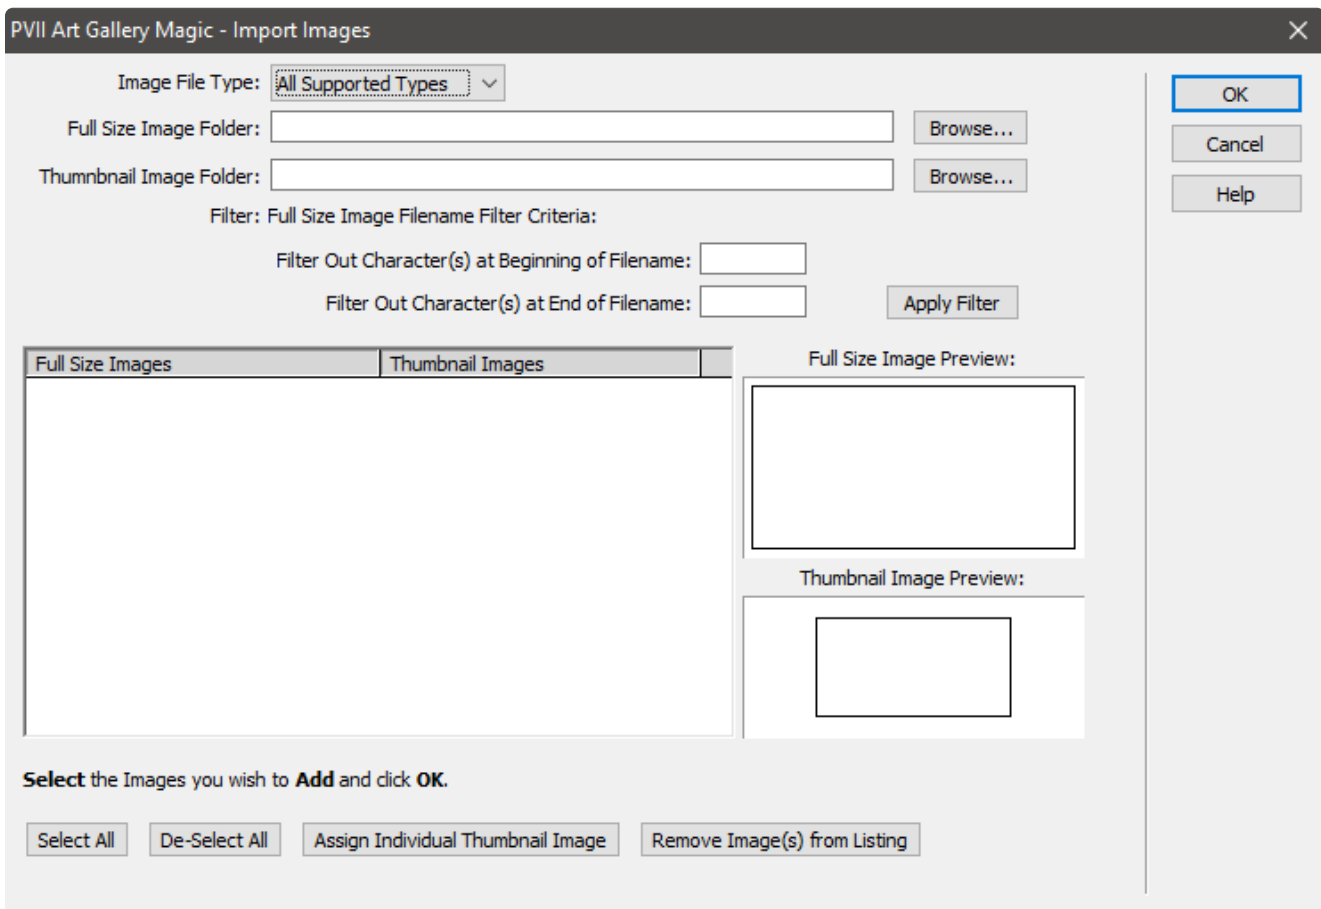 PVII Art Gallery Magic - Import Images
Image File Type: All Supported Types
OK
Full Size Image Folder: Browse...
Cancel
Thumnbnail Image Folder: Browse...
Help
Filter: Full Size Image Filename Filter Criteria:
Filter Out Character(s) at Beginning of Filename:
Filter Out Character(s) at End of Filename: Apply Filter
Full Size Images Thumbnail Images
Full Size Image Preview:
Thumbnail Image Preview:
Select the Images you wish to Add and click OK.
Select All De-Select All Assign Individual Thumbnail Image Remove Image(s) from Listing